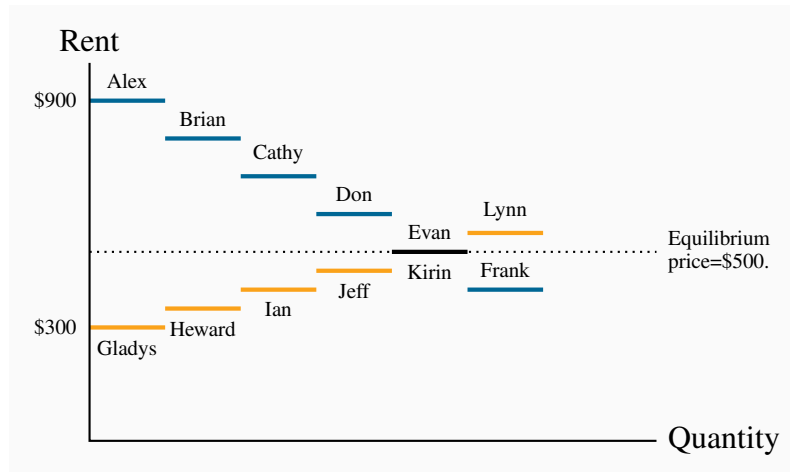 Rent
Alex
$900
Brian
Cathy
Don
Lynn
Evan
Equilibrium
price=$500.
Kirin
Frank
Jeff
Ian
$300
Heward
Gladys
Quantity